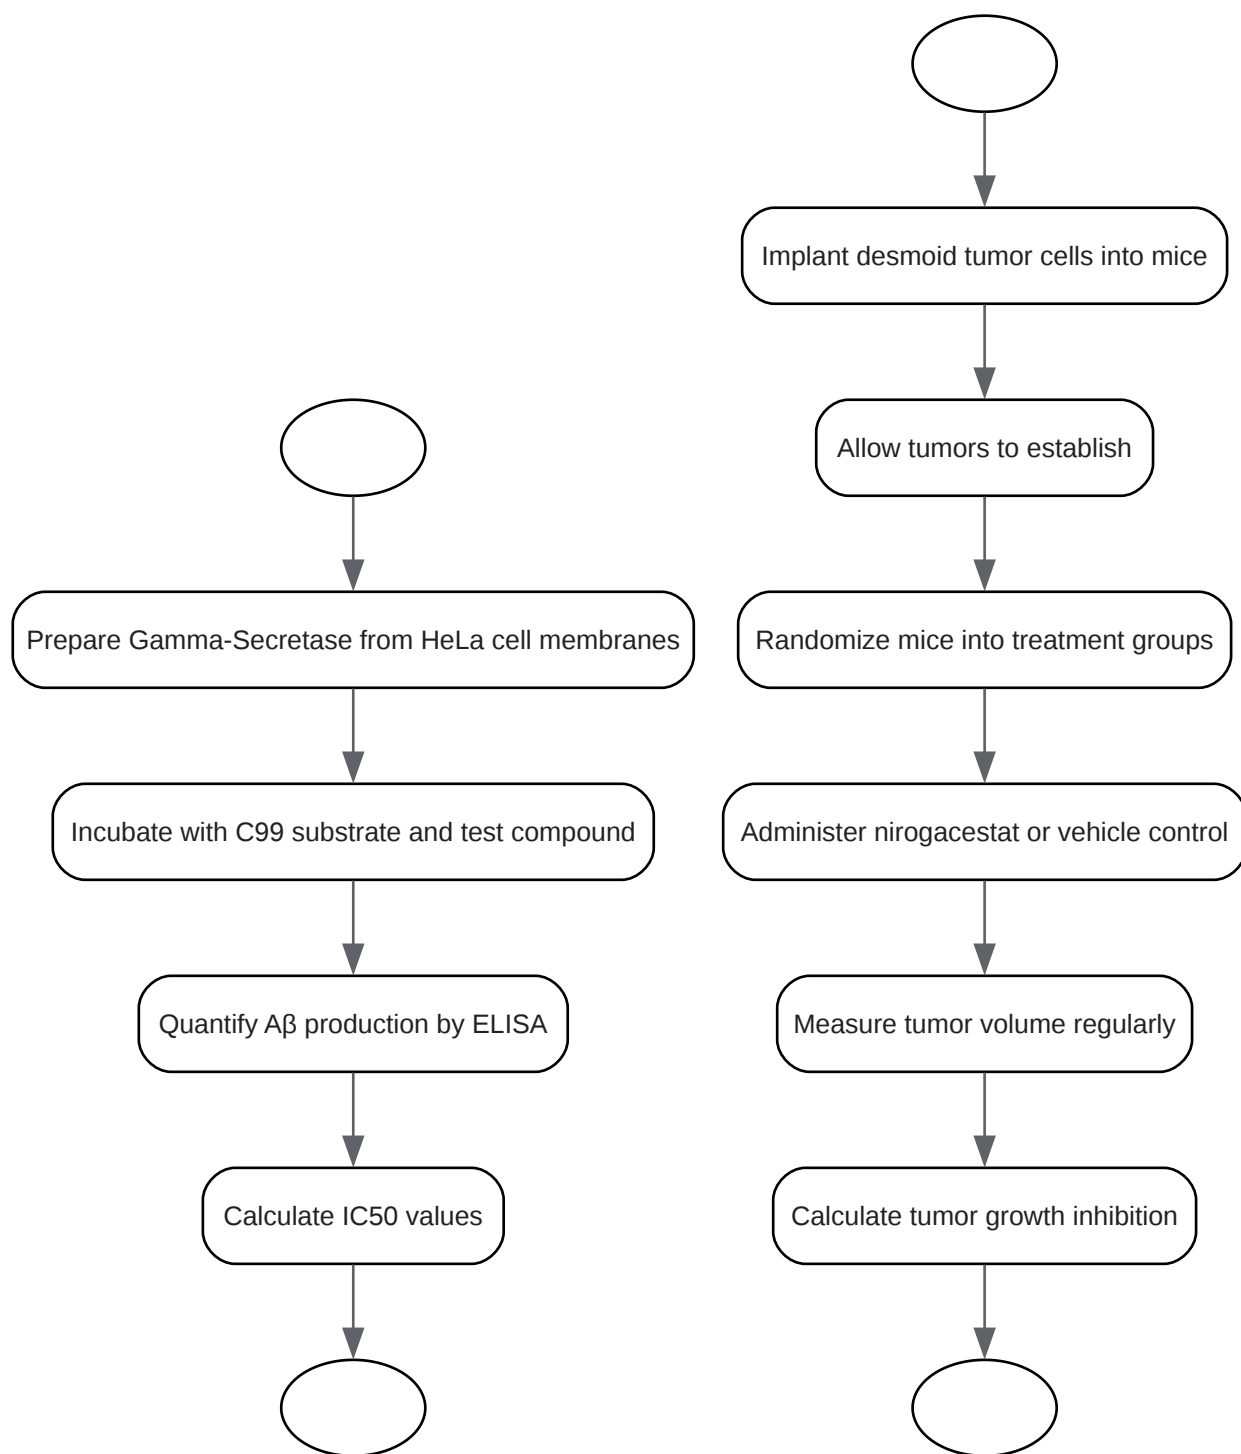 Prepare Gamma-Secretase from HeLa cell membranes
Incubate with C99 substrate and test compound
Quantify Aβ production by ELISA
Calculate IC50 values
Implant desmoid tumor cells into mice
Allow tumors to establish
Randomize mice into treatment groups
Administer nirogacestat or vehicle control
Measure tumor volume regularly
Calculate tumor growth inhibition